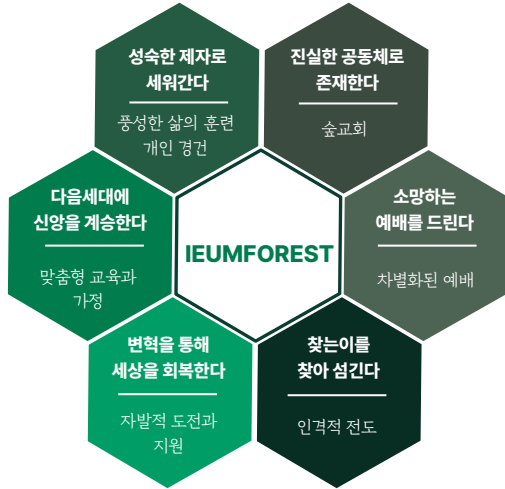 성숙한 제자로
세워간다
풍성한 삶의 훈련
개인 경건
진실한 공동체로
존재한다
숲교회
다음세대에
신앙을 계승한다
맞춤형 교육과
가정
IEUMFOREST
소망하는
예배를 드린다
차별화된 예배
변혁을 통해
세상을 회복한다
자발적 도전과
지원
찾는이를
찾아 섬긴다
인격적 전도